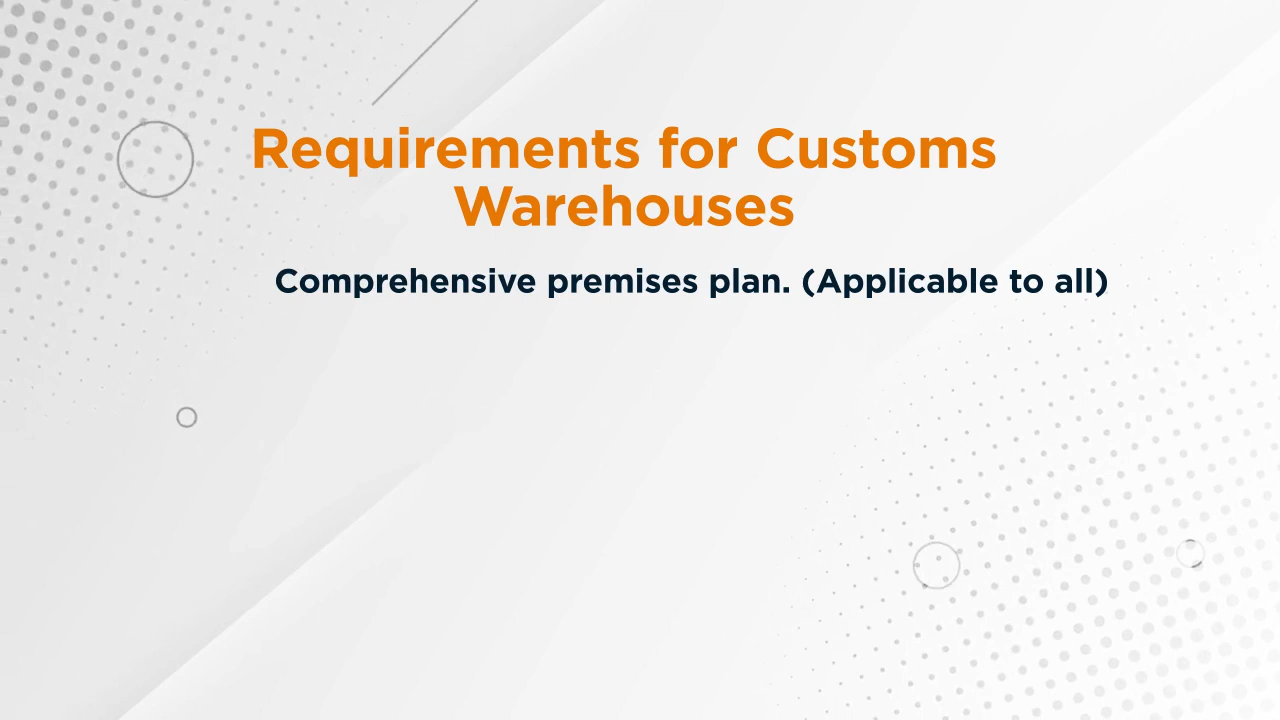 Requirements for Customs
Warehouses
Comprehensive premises plan. (Applicable to all)